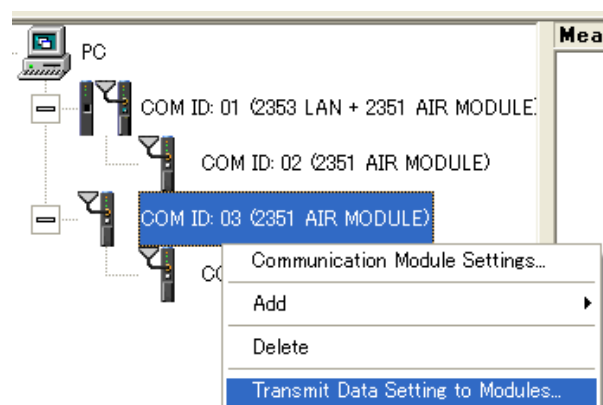 Mea
PC
COM ID: 01 (2353 LAN + 2351 AIR MODULE)
COM ID: 02 (2351 AIR MODULE)
COM ID: 03 (2351 AIR MODULE)
Communication Module Settings...
Add
Delete
Transmit Data Setting to Modules...